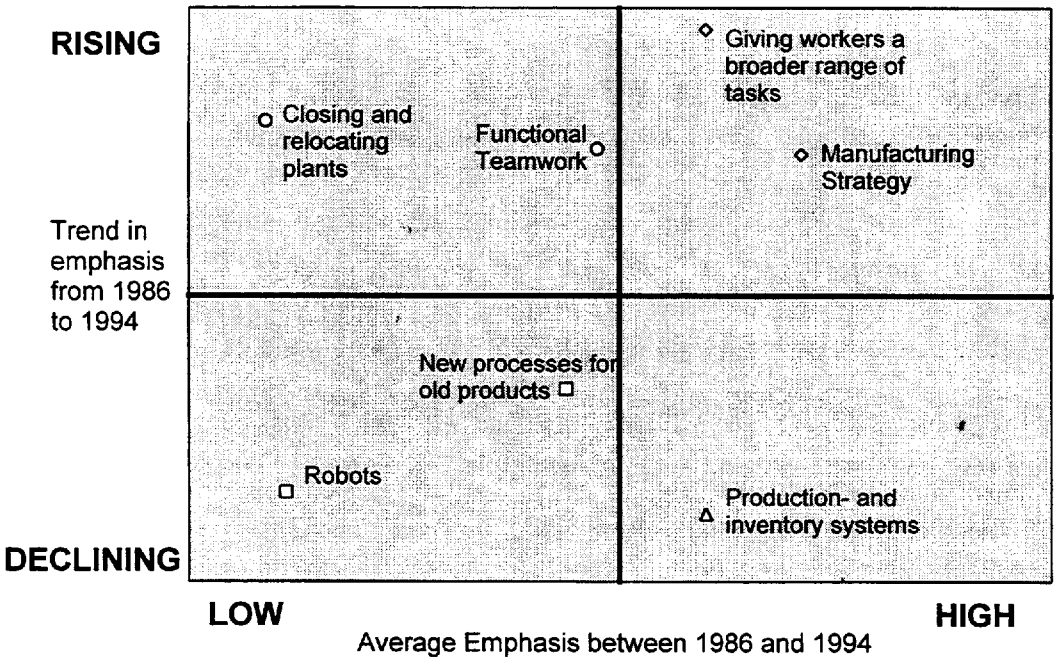 RISING
Giving workers a
broader range of
tasks
Closing and
relocating
plants
Functional
Teamwork
Manufacturing
Strategy
Trend in
emphasis
from 1986
to 1994
New processes for
old products
Robots
Production- and
inventory systems
DECLINING
LOW
HIGH
Average Emphasis between 1986 and 1994